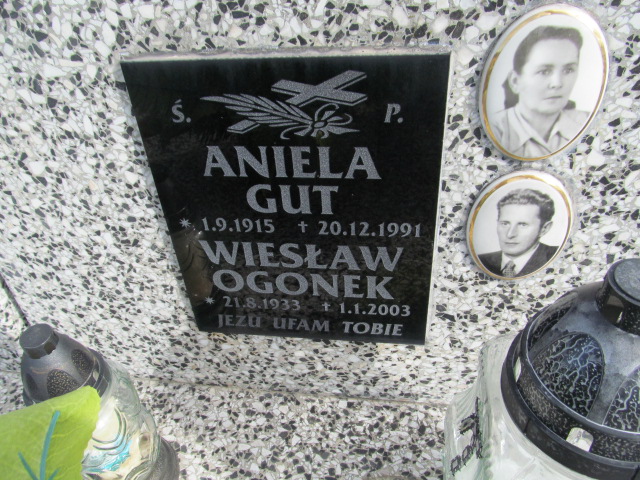 Ś. P.
ANIELA
GUT
* 1.9.1915 † 20.12.1991
WIESŁAW
OGONEK
* 21.8.1933 † 1.1.2003
JEZU UFAM TOBIE